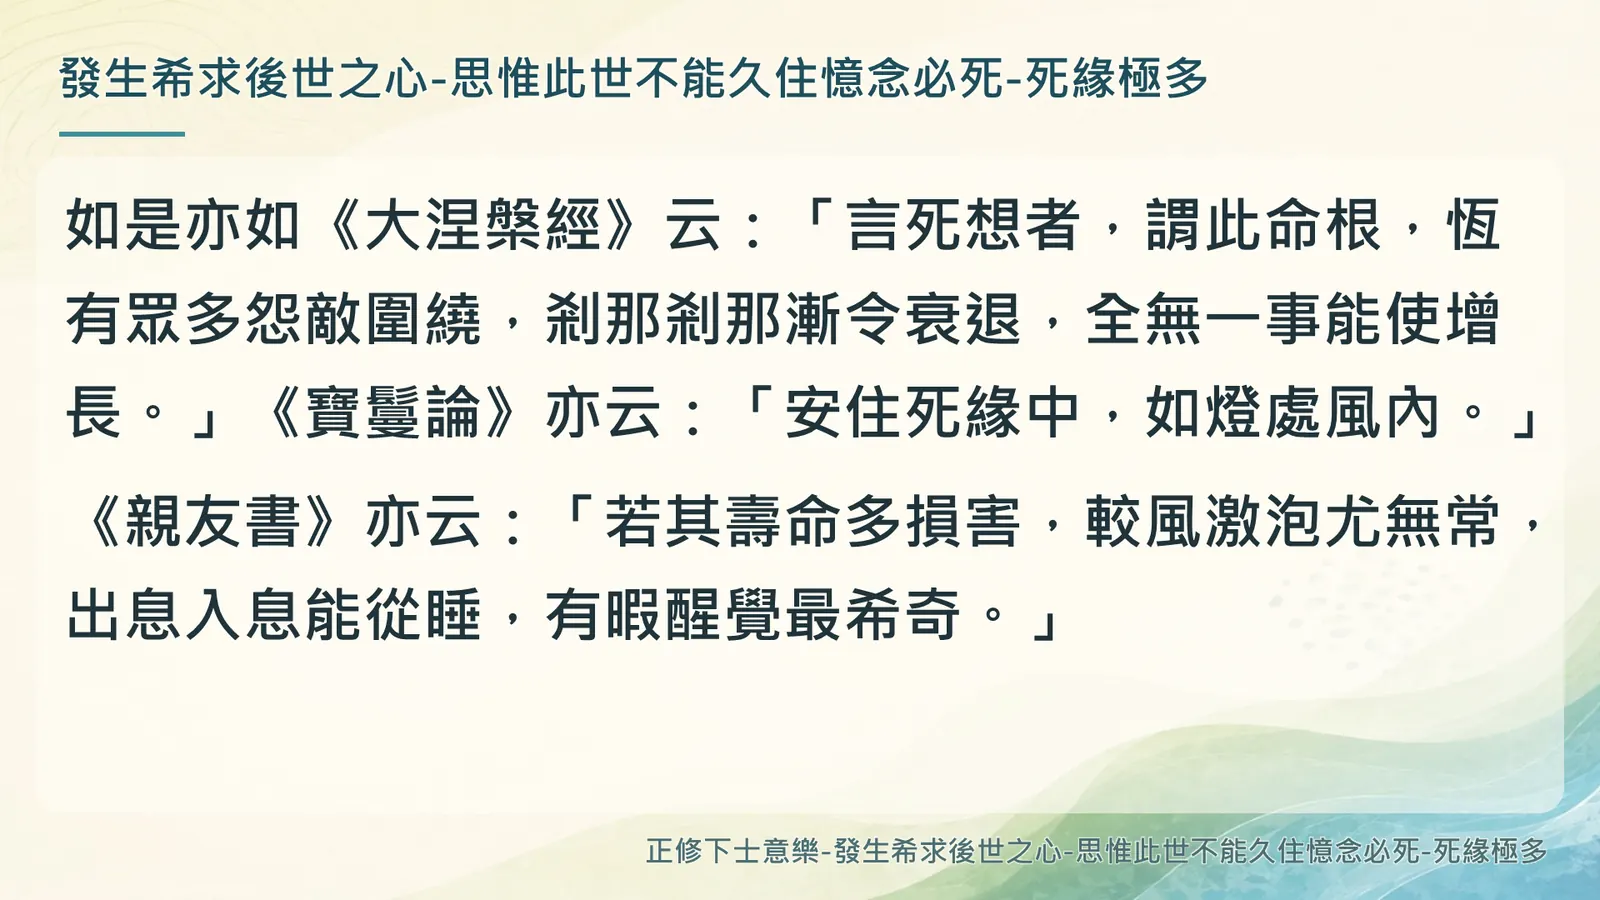 發生希求後世之心-思惟此世不能久住憶念必死-死緣極多
如是亦如《大涅槃經》云：「言死想者，謂此命根，恆
有眾多怨敵圍繞，剎那剎那漸令衰退，全無一事能使增
長。」《寶鬘論》亦云：「安住死緣中，如燈處風內。」
《親友書》亦云：「若其壽命多損害，較風激泡尤無常，
出息入息能從睡，有暇醒覺最希奇。」
正修下士意樂-發生希求後世之心-思惟此世不能久住憶念必死-死緣極多